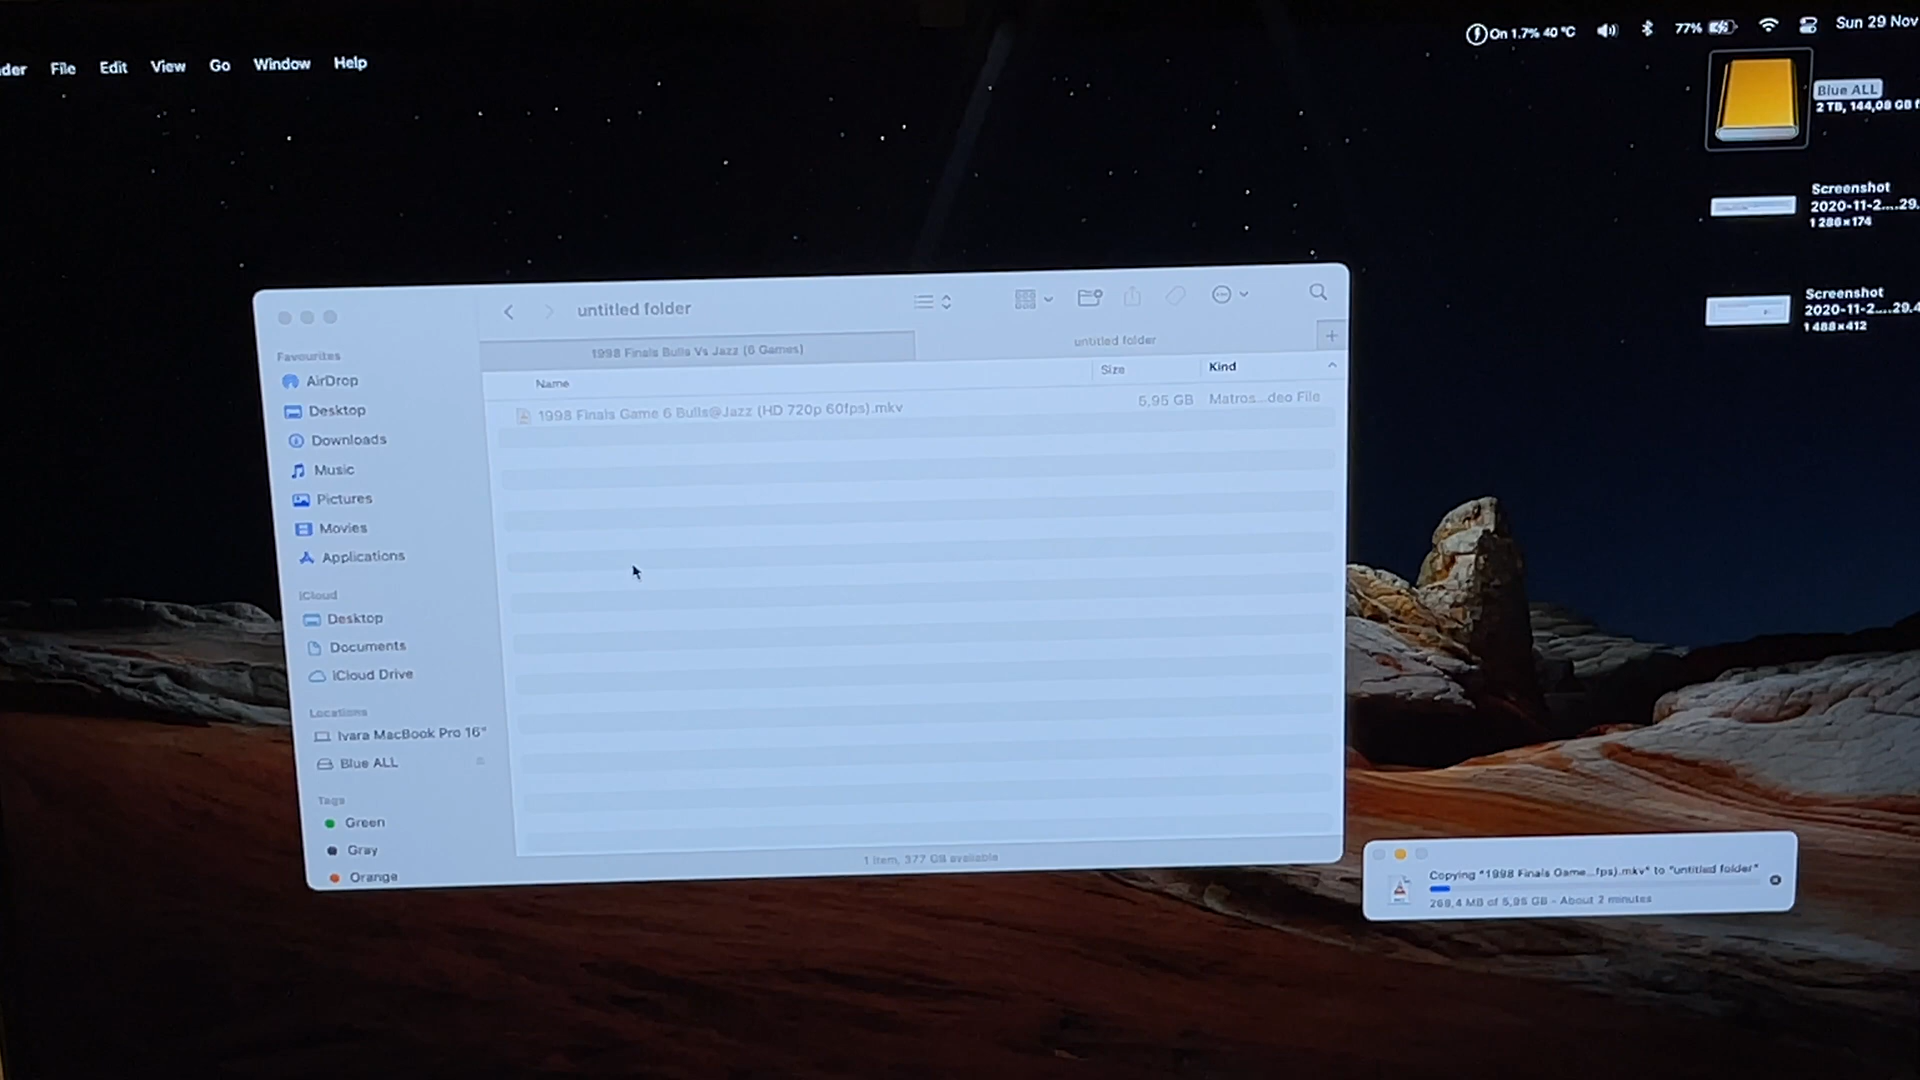 der File Edit View Go Window Help
On 1.7% 40 °C 77% Sun 29 Nov
Blue ALL
2 TB, 144,08 GB f
Screenshot
2020-11-2....29.
1 286×174
Screenshot
2020-11-2....29.4
1 488×412
untitled folder
1998 Finals Bulls Vs Jazz (6 Games)
untitled folder
Name Size Kind
1998 Finals Game 6 Bulls@Jazz (HD 720p 60fps).mkv 5,95 GB Matros...deo File
Favourites
AirDrop
Desktop
Downloads
Music
Pictures
Movies
Applications
iCloud
Desktop
Documents
iCloud Drive
Locations
Ivara MacBook Pro 16"
Blue ALL
Tags
Green
Gray
Orange
1 item, 377 GB available
Copying "1998 Finals Game...fps).mkv" to "untitled folder"
269,4 MB of 5,95 GB - About 2 minutes